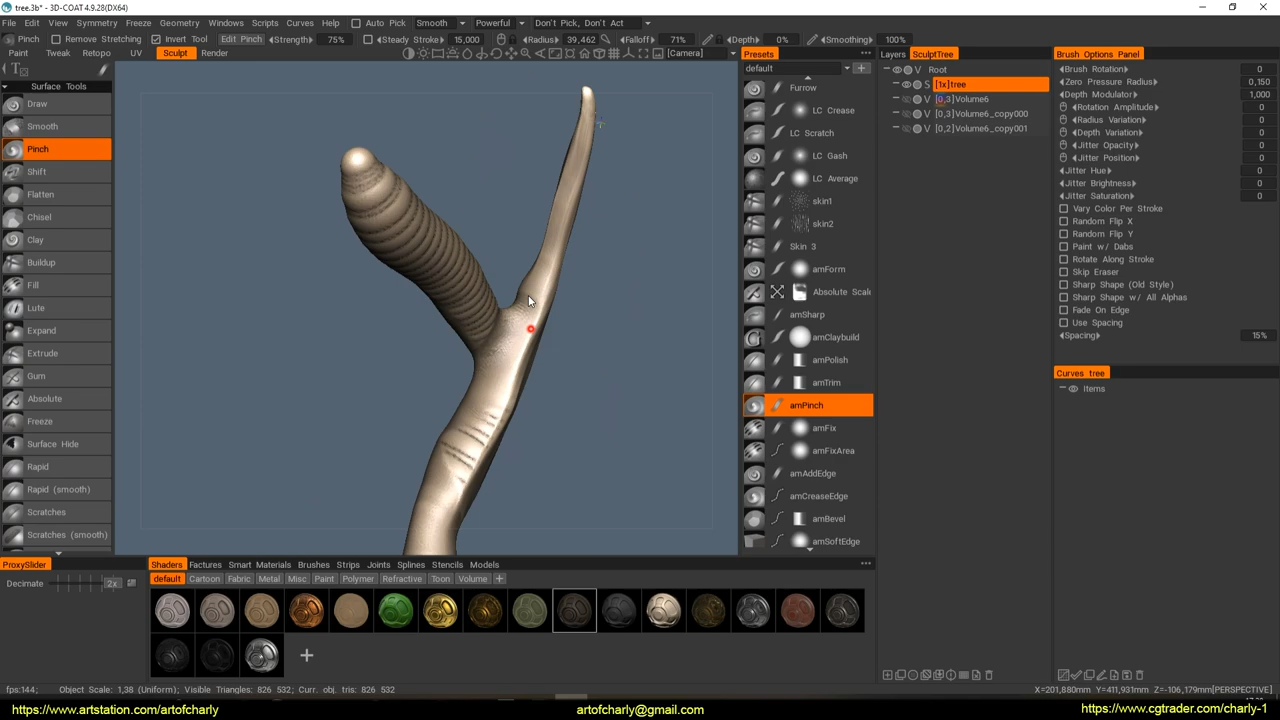 tree.3b* - 3D-COAT 4.9.28(DX64)
File Edit View Symmetry Freeze Geometry Windows Scripts Curves Help Auto Pick Smooth Powerful Don't Pick, Don't Act
Pinch Remove Stretching Invert Tool Edit Pinch Strength 75% Steady Stroke 15,000 Radius 39,462 Falloff 71% Depth 0% Smoothing 100%
Paint Tweak Retopo UV Sculpt Render [Camera]
Presets
default
Furrow
LC Crease
LC Scratch
LC Gash
LC Average
skin1
skin2
Skin 3
amForm
Absolute Scale
amSharp
amClaybuild
amPolish
amTrim
amPinch
amFix
amFixArea
amAddEdge
amCreaseEdge
amBevel
amSoftEdge
Surface Tools
Draw
Smooth
Pinch
Shift
Flatten
Chisel
Clay
Buildup
Fill
Lute
Expand
Extrude
Gum
Absolute
Freeze
Surface Hide
Rapid
Rapid (smooth)
Scratches
Scratches (smooth)
Layers SculptTree
Root
S [1x]tree
V [0,3]Volume6
V [0,3]Volume6_copy000
V [0,2]Volume6_copy001
Brush Options Panel
Brush Rotation 0
Zero Pressure Radius 0,150
Depth Modulator 1,000
Rotation Amplitude 0
Radius Variation 0
Depth Variation 0
Jitter Opacity 0
Jitter Position 0
Jitter Hue 0
Jitter Brightness 0
Jitter Saturation 0
Vary Color Per Stroke
Random Flip X
Random Flip Y
Paint w/ Dabs
Rotate Along Stroke
Skip Eraser
Sharp Shape (Old Style)
Sharp Shape w/ All Alphas
Fade On Edge
Use Spacing
Spacing 15%
Curves tree
Items
ProxySlider
Decimate 2x
Shaders Factures Smart Materials Brushes Strips Joints Splines Stencils Models
default Cartoon Fabric Metal Misc Paint Polymer Refractive Toon Volume
fps:144; Object Scale: 1,38 (Uniform); Visible Triangles: 826 532; Curr. obj. tris: 826 532; X=201,880mm Y=411,931mm Z=-106,179mm[PERSPECTIVE]
https://www.artstation.com/artofcharly artofcharly@gmail.com https://www.cgtrader.com/charly-1